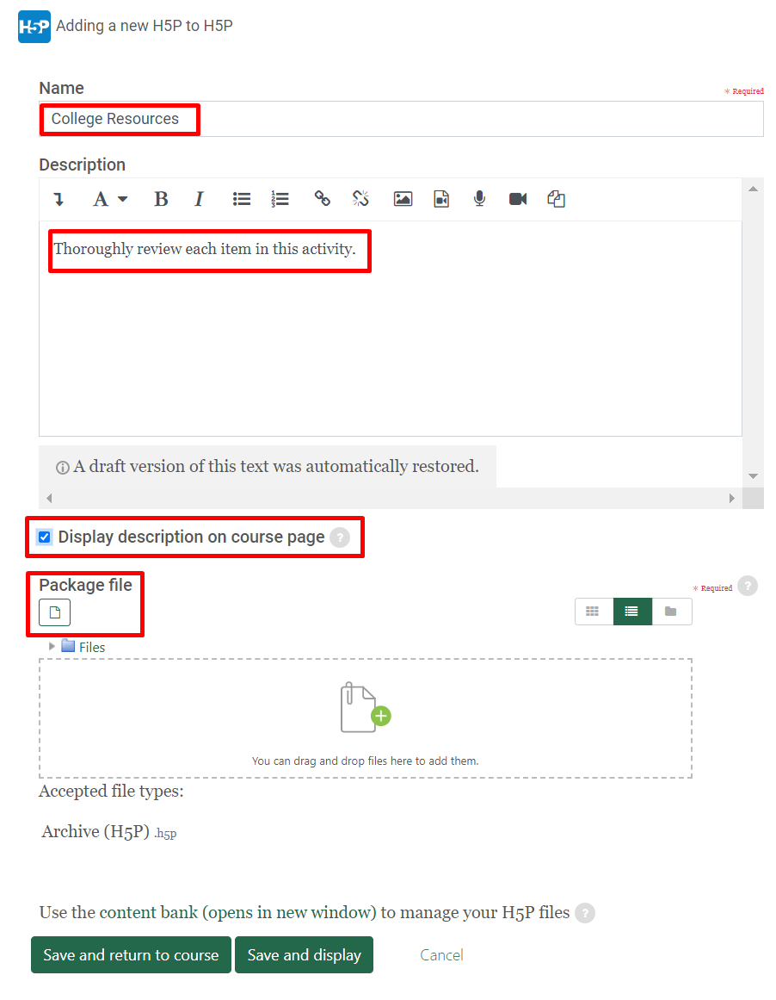 H5P Adding a new H5P to H5P
Name
* Required
College Resources
Description
A B I
Thoroughly review each item in this activity.
A draft version of this text was automatically restored.
Display description on course page ?
Package file
* Required ?
Files
You can drag and drop files here to add them.
Accepted file types:
Archive (H5P) .h5p
Use the content bank (opens in new window) to manage your H5P files ?
Save and return to course Save and display Cancel